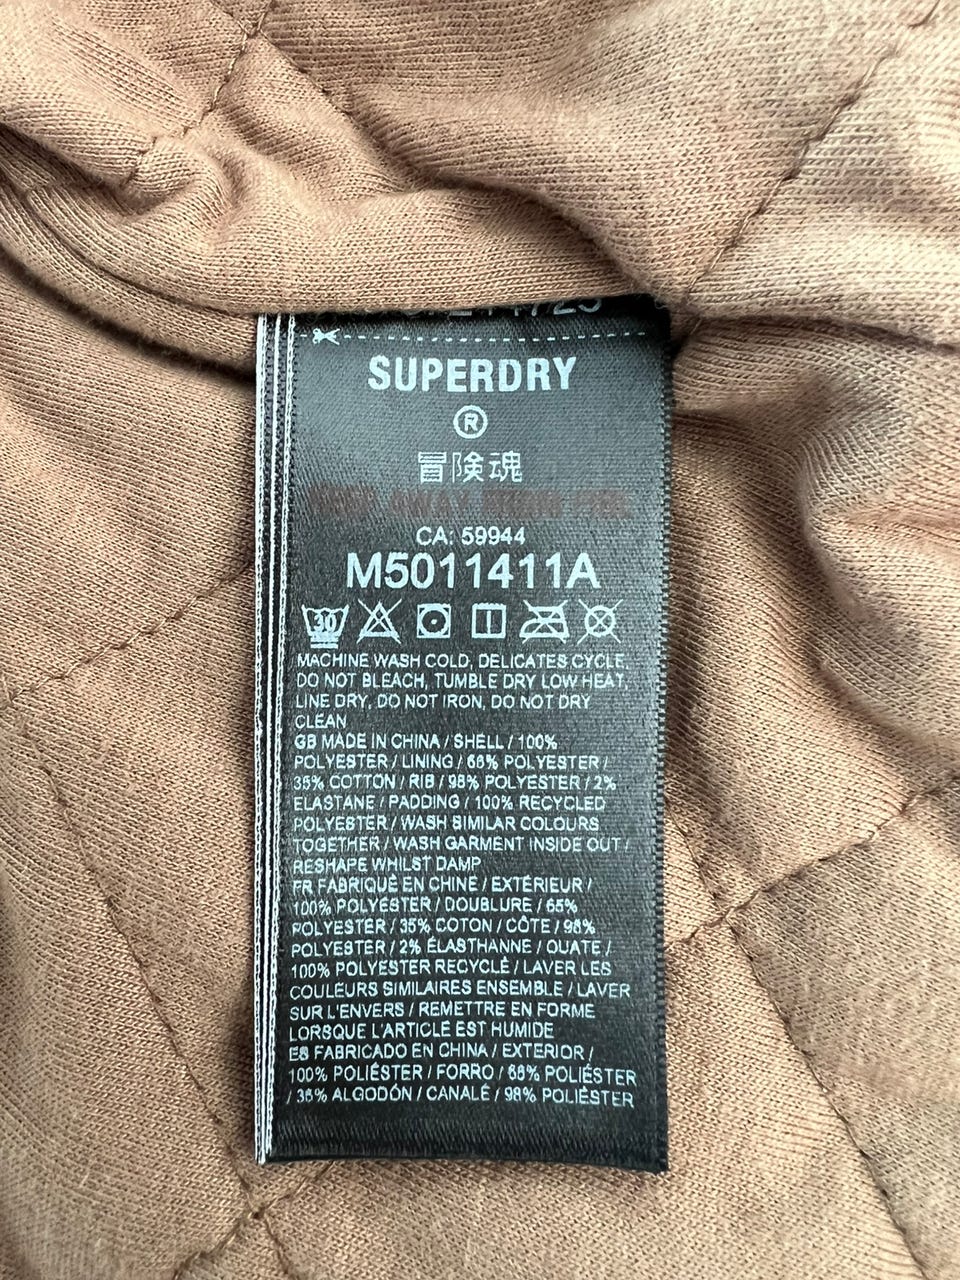 SUPERDRY
®
冒険魂
KEEP AWAY FROM FIRE
CA: 59944
M5011411A
30
MACHINE WASH COLD, DELICATES CYCLE,
DO NOT BLEACH, TUMBLE DRY LOW HEAT,
LINE DRY, DO NOT IRON, DO NOT DRY
CLEAN
GB MADE IN CHINA / SHELL / 100%
POLYESTER / LINING / 65% POLYESTER /
35% COTTON / RIB / 98% POLYESTER / 2%
ELASTANE / PADDING / 100% RECYCLED
POLYESTER / WASH SIMILAR COLOURS
TOGETHER / WASH GARMENT INSIDE OUT /
RESHAPE WHILST DAMP
FR FABRIQUÉ EN CHINE / EXTÉRIEUR /
100% POLYESTER / DOUBLURE / 65%
POLYESTER / 35% COTON / CÔTE / 98%
POLYESTER / 2% ÉLASTHANNE / OUATE /
100% POLYESTER RECYCLÉ / LAVER LES
COULEURS SIMILAIRES ENSEMBLE / LAVER
SUR L'ENVERS / REMETTRE EN FORME
LORSQUE L'ARTICLE EST HUMIDE
ES FABRICADO EN CHINA / EXTERIOR /
100% POLIÉSTER / FORRO / 65% POLIÉSTER
/ 35% ALGODÓN / CANALÉ / 98% POLIÉSTER